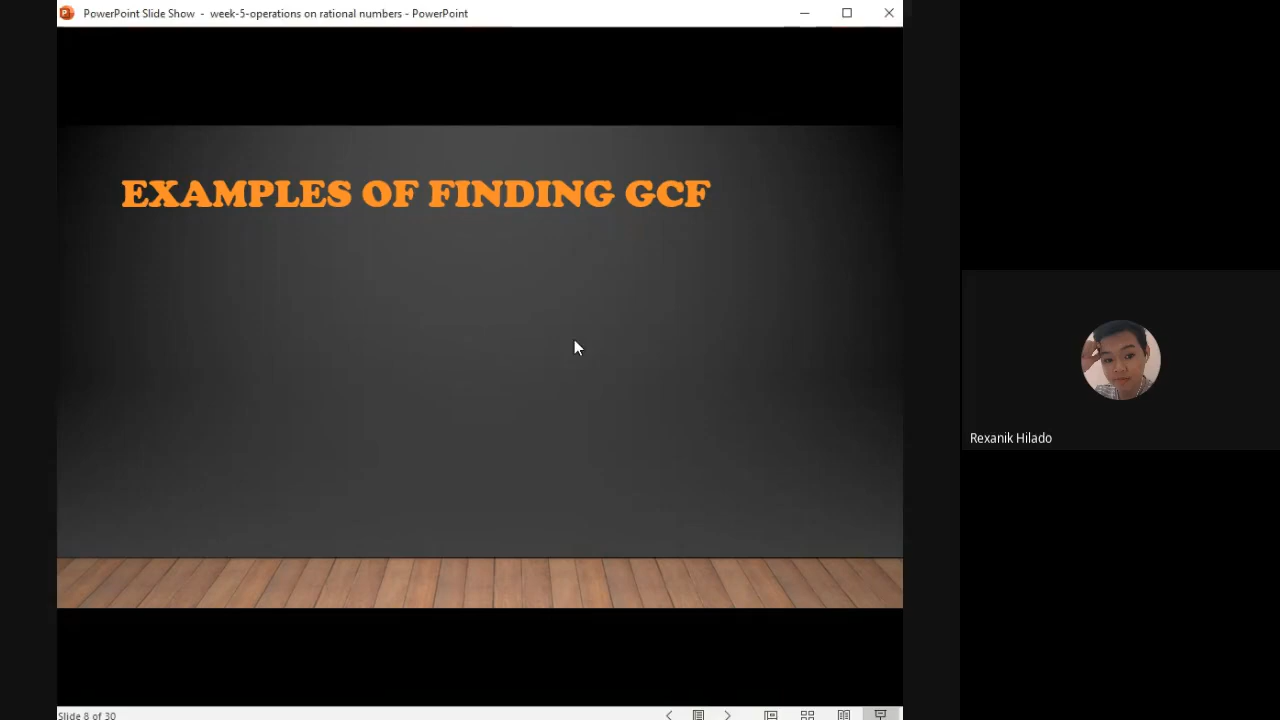 PowerPoint Slide Show - week-5-operations on rational numbers - PowerPoint
EXAMPLES OF FINDING GCF
Rexanik Hilado
Slide 8 of 30